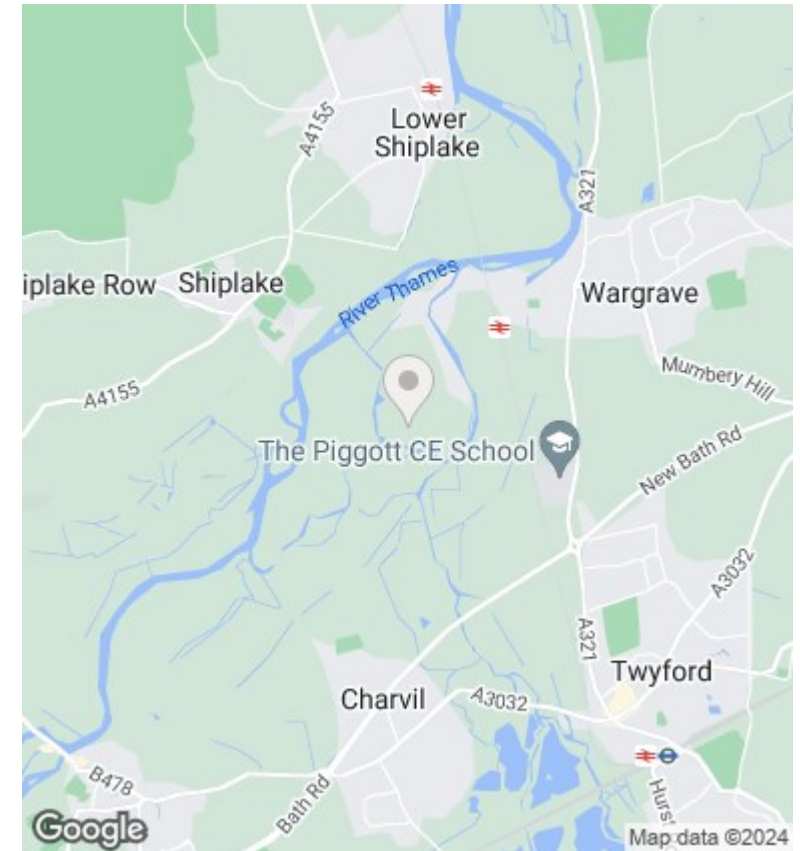 A4155
Lower
Shiplake
A321
iplake Row
Shiplake
River Thames
Wargrave
A4155
Mumbery Hill
The Piggott CE School
New Bath Rd
A3032
A321
Twyford
Charvil
A3032
B478
Bath Rd
Hurst
Google
Map data ©2024